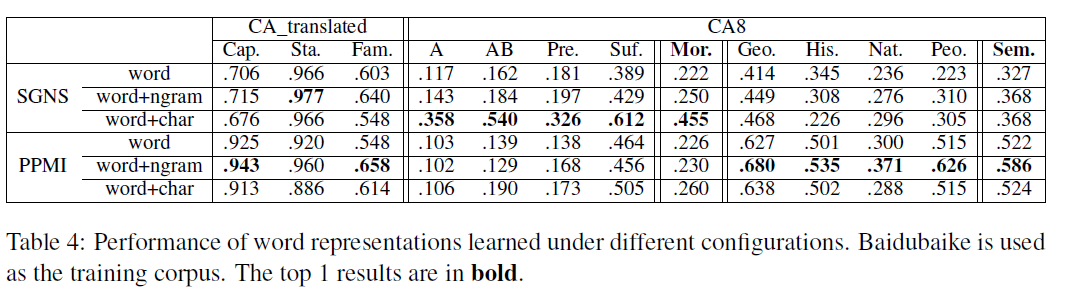 CA_translated CA8
Cap. Sta. Fam. A AB Pre. Suf. Mor. Geo. His. Nat. Peo. Sem.
SGNS word .706 .966 .603 .117 .162 .181 .389 .222 .414 .345 .236 .223 .327
word+ngram .715 .977 .640 .143 .184 .197 .429 .250 .449 .308 .276 .310 .368
word+char .676 .966 .548 .358 .540 .326 .612 .455 .468 .226 .296 .305 .368
PPMI word .925 .920 .548 .103 .139 .138 .464 .226 .627 .501 .300 .515 .522
word+ngram .943 .960 .658 .102 .129 .168 .456 .230 .680 .535 .371 .626 .586
word+char .913 .886 .614 .106 .190 .173 .505 .260 .638 .502 .288 .515 .524
Table 4: Performance of word representations learned under different configurations. Baidubaike is used
as the training corpus. The top 1 results are in bold.